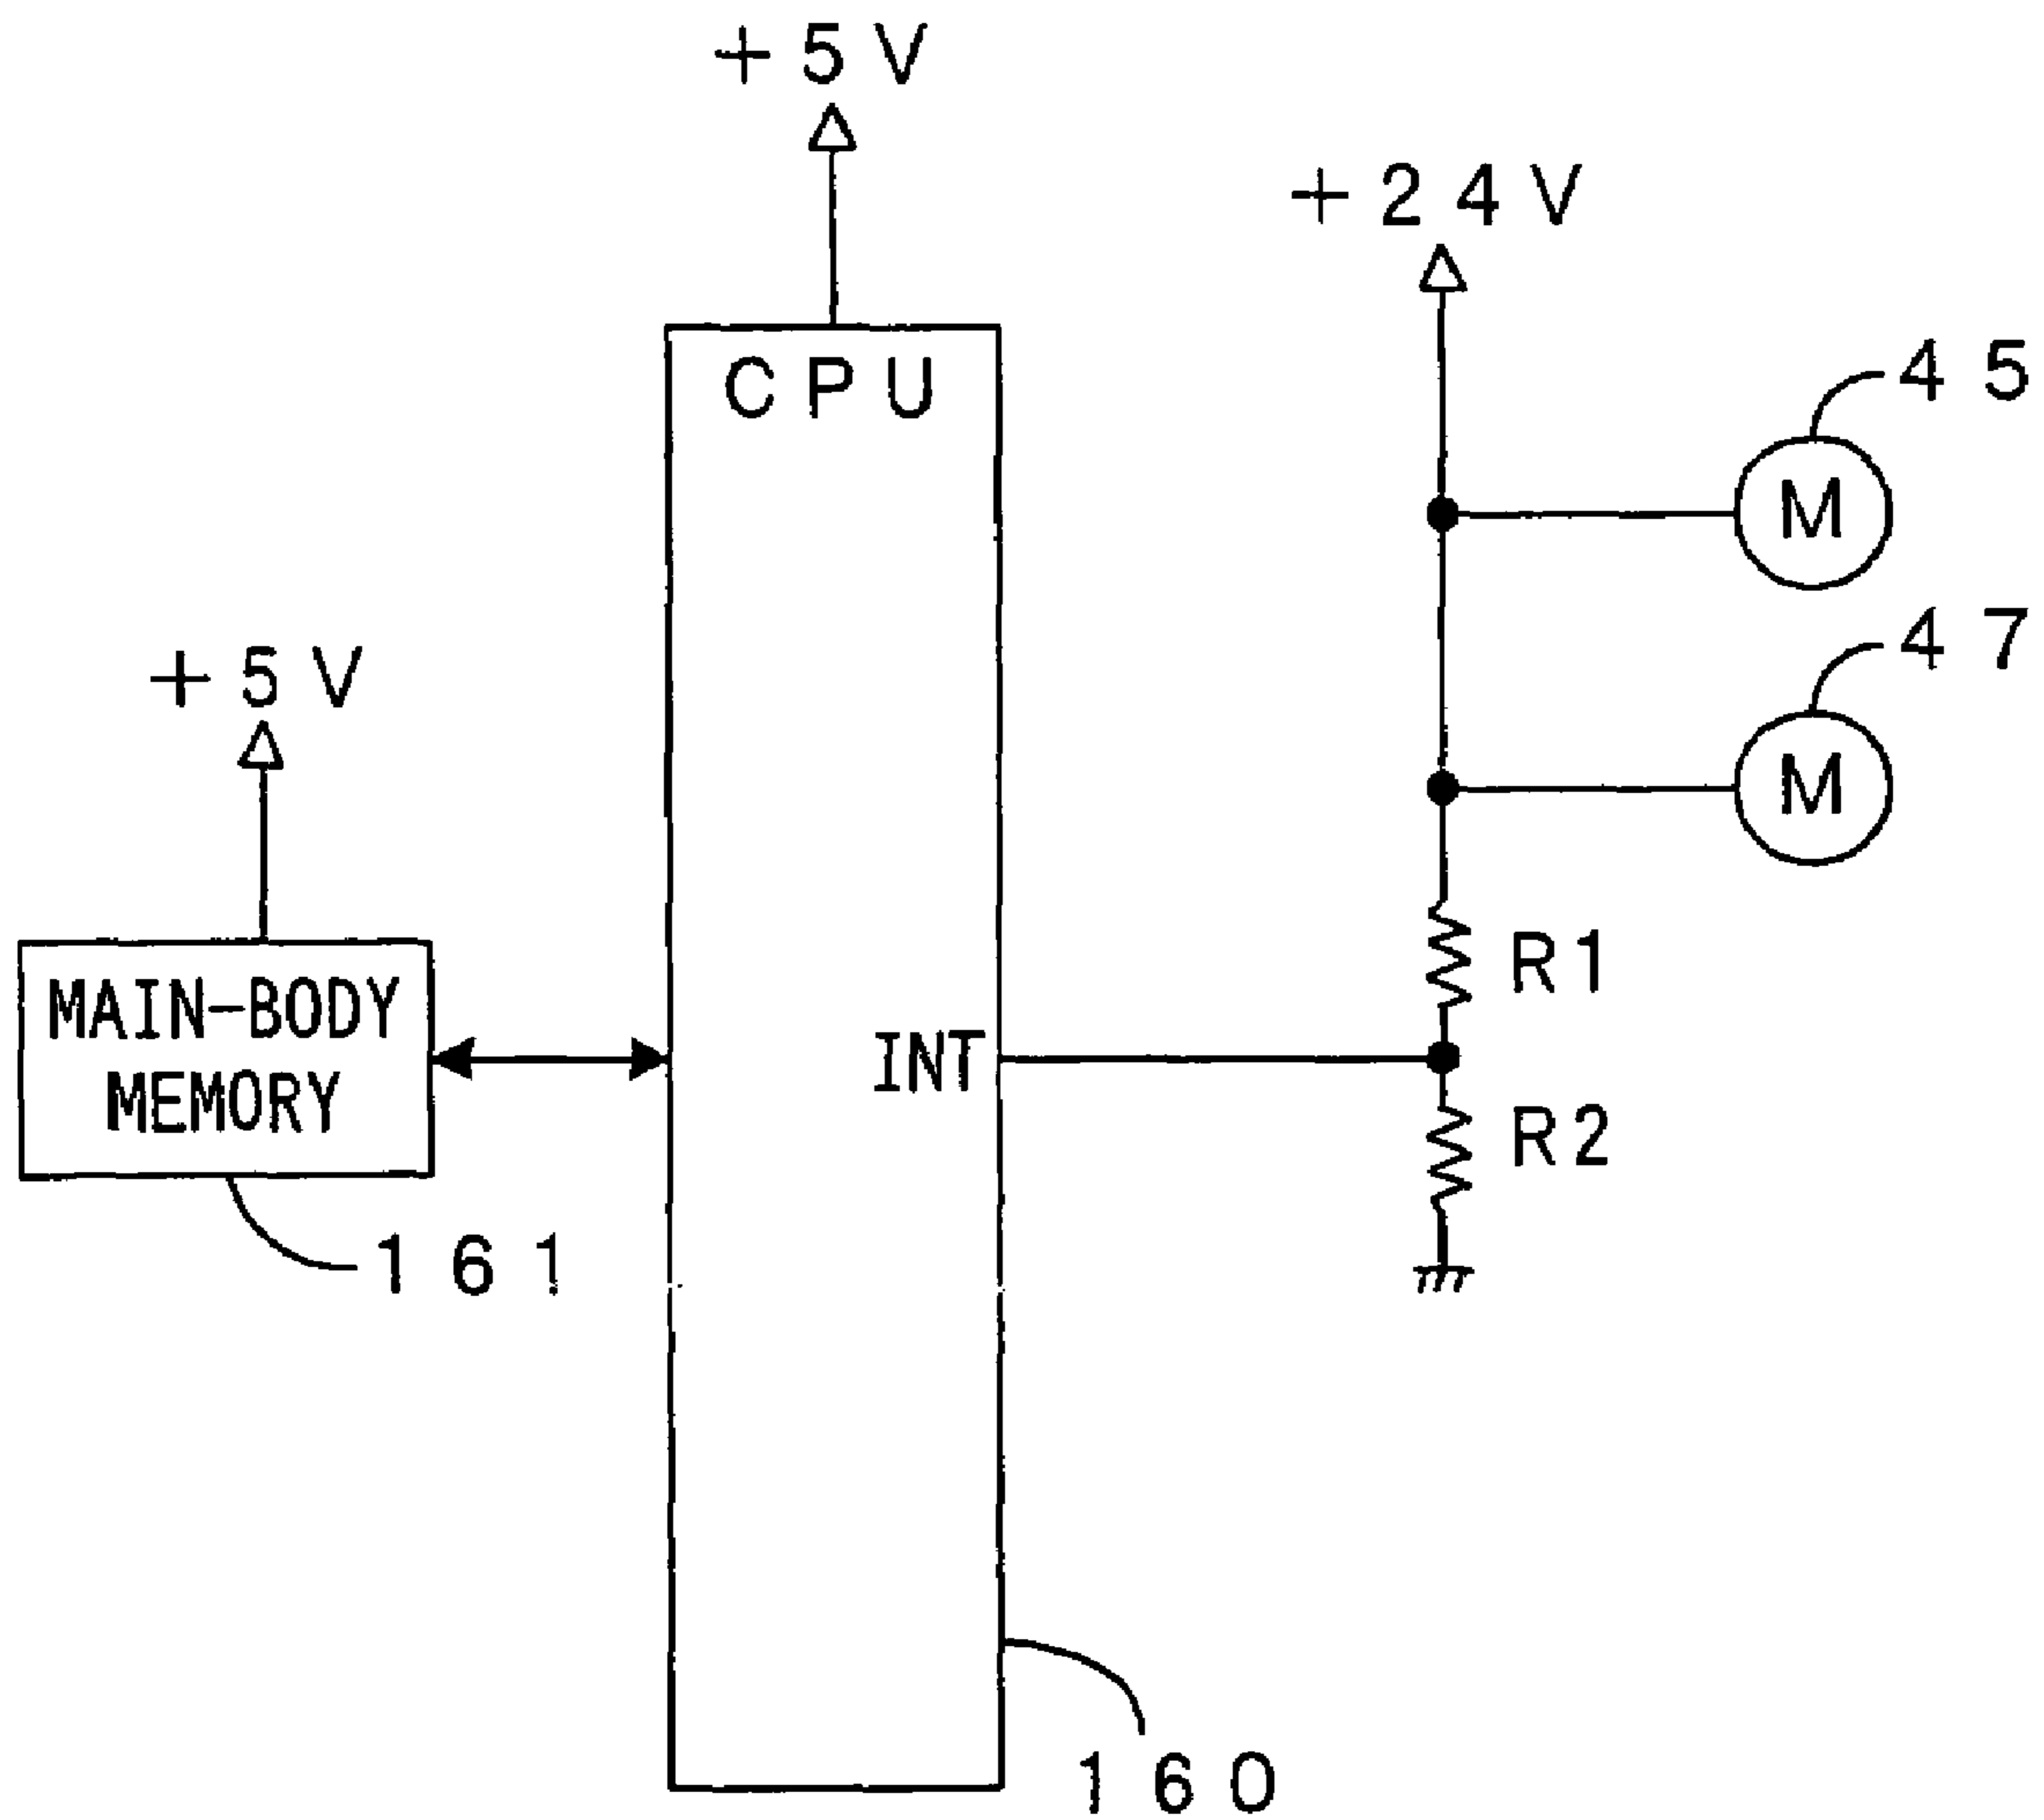 +5V
+24V
CPU
45
M
+5V
47
M
R1
MAIN-BODY
MEMORY
INT
R2
161
160